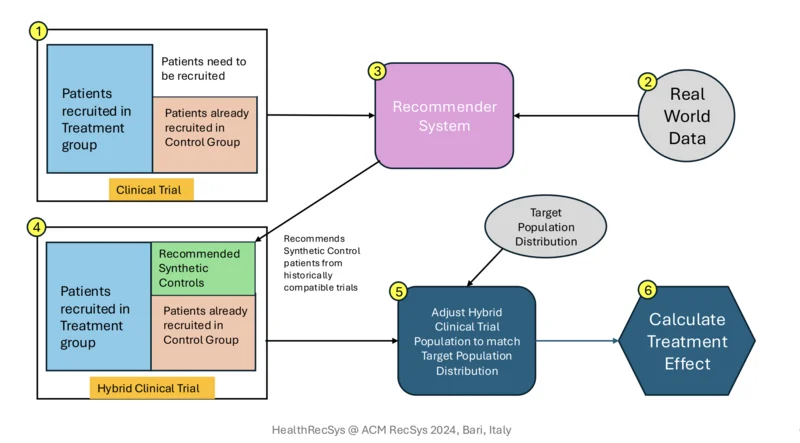 1
Patients need to
be recruited
Patients
recruited in
Treatment
group
Patients already
recruited in
Control Group
Clinical Trial
3
Recommender
System
2
Real
World
Data
4
Recommended
Synthetic
Controls
Patients
recruited in
Treatment
group
Patients already
recruited in
Control Group
Hybrid Clinical Trial
Recommends
Synthetic Control
patients from
historically
compatible trials
Target
Population
Distribution
5
Adjust Hybrid
Clinical Trial
Population to match
Target Population
Distribution
6
Calculate
Treatment
Effect
HealthRecSys @ ACM RecSys 2024, Bari, Italy